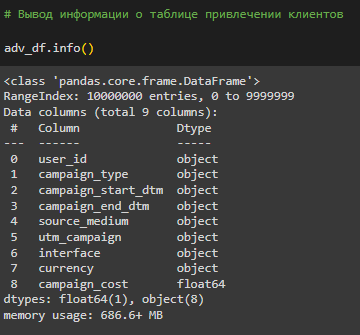 # Вывод информации о таблице привлечении клиентов
adv_df.info()
<class 'pandas.core.frame.DataFrame'>
RangeIndex: 10000000 entries, 0 to 9999999
Data columns (total 9 columns):
 #   Column             Dtype
---  ------             -----
 0   user_id            object
 1   campaign_type      object
 2   campaign_start_dtm object
 3   campaign_end_dtm   object
 4   source_medium      object
 5   utm_campaign       object
 6   interface          object
 7   currency           object
 8   campaign_cost      float64
dtypes: float64(1), object(8)
memory usage: 686.6+ MB